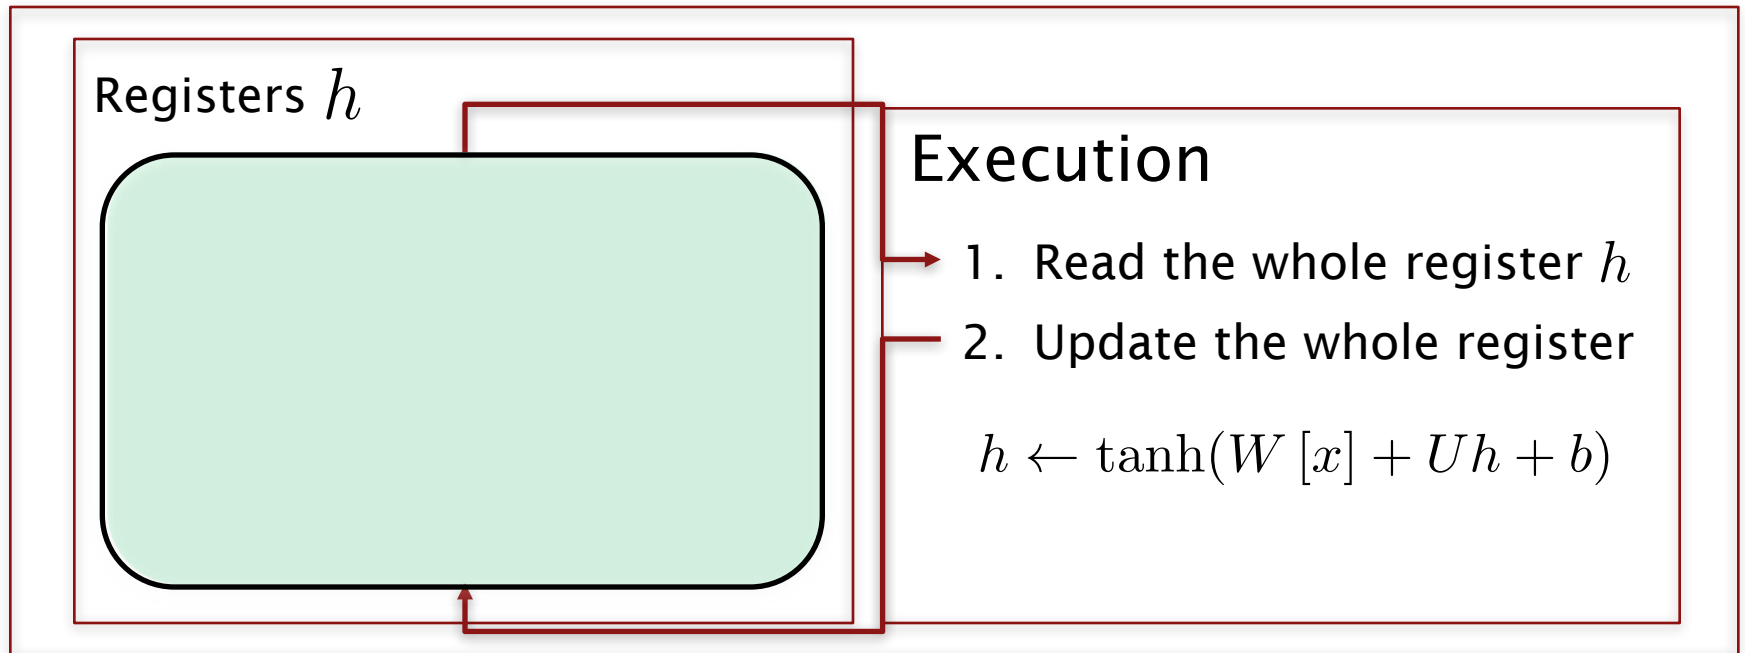 Registers h
Execution
1. Read the whole register h
2. Update the whole register
h ← tanh(W [x] + Uh + b)